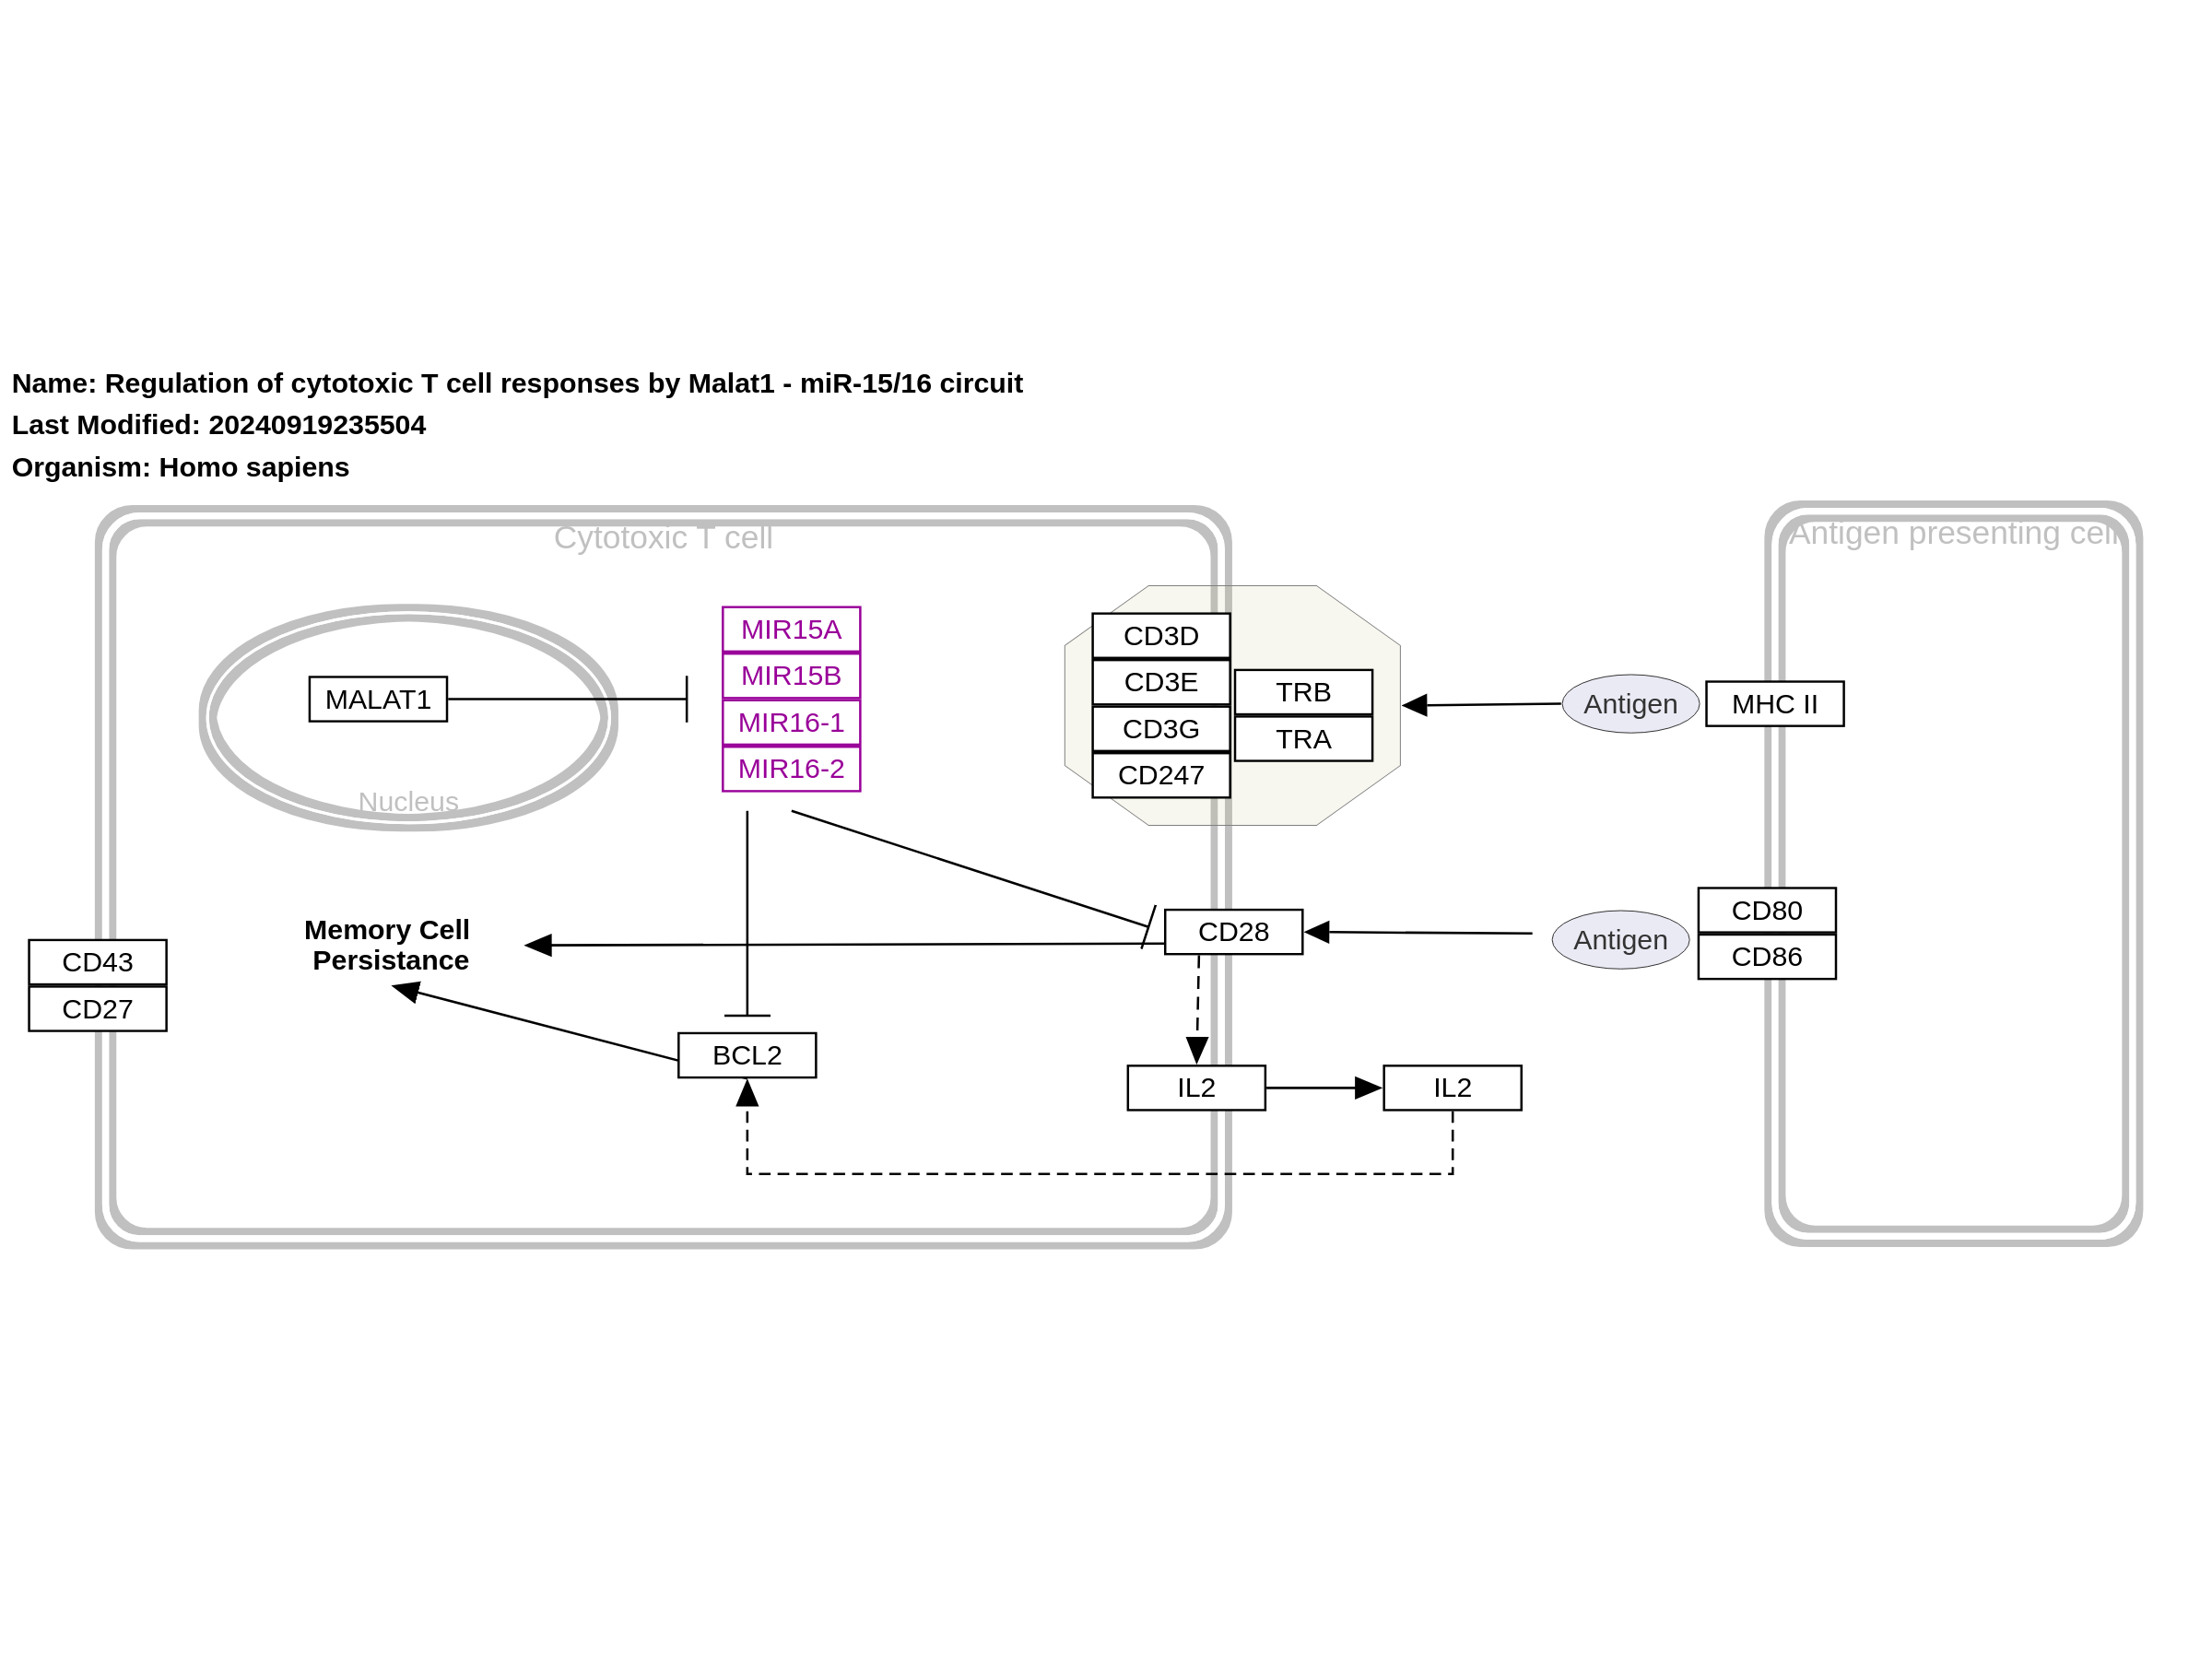 Name: Regulation of cytotoxic T cell responses by Malat1 - miR-15/16 circuit
Last Modified: 20240919235504
Organism: Homo sapiens
Cytotoxic T cell
Antigen presenting cell
MALAT1
Nucleus
MIR15A
MIR15B
MIR16-1
MIR16-2
CD3D
CD3E
CD3G
CD247
TRB
TRA
Antigen
MHC II
CD43
CD27
Memory Cell
Persistance
BCL2
CD28
IL2
IL2
Antigen
CD80
CD86